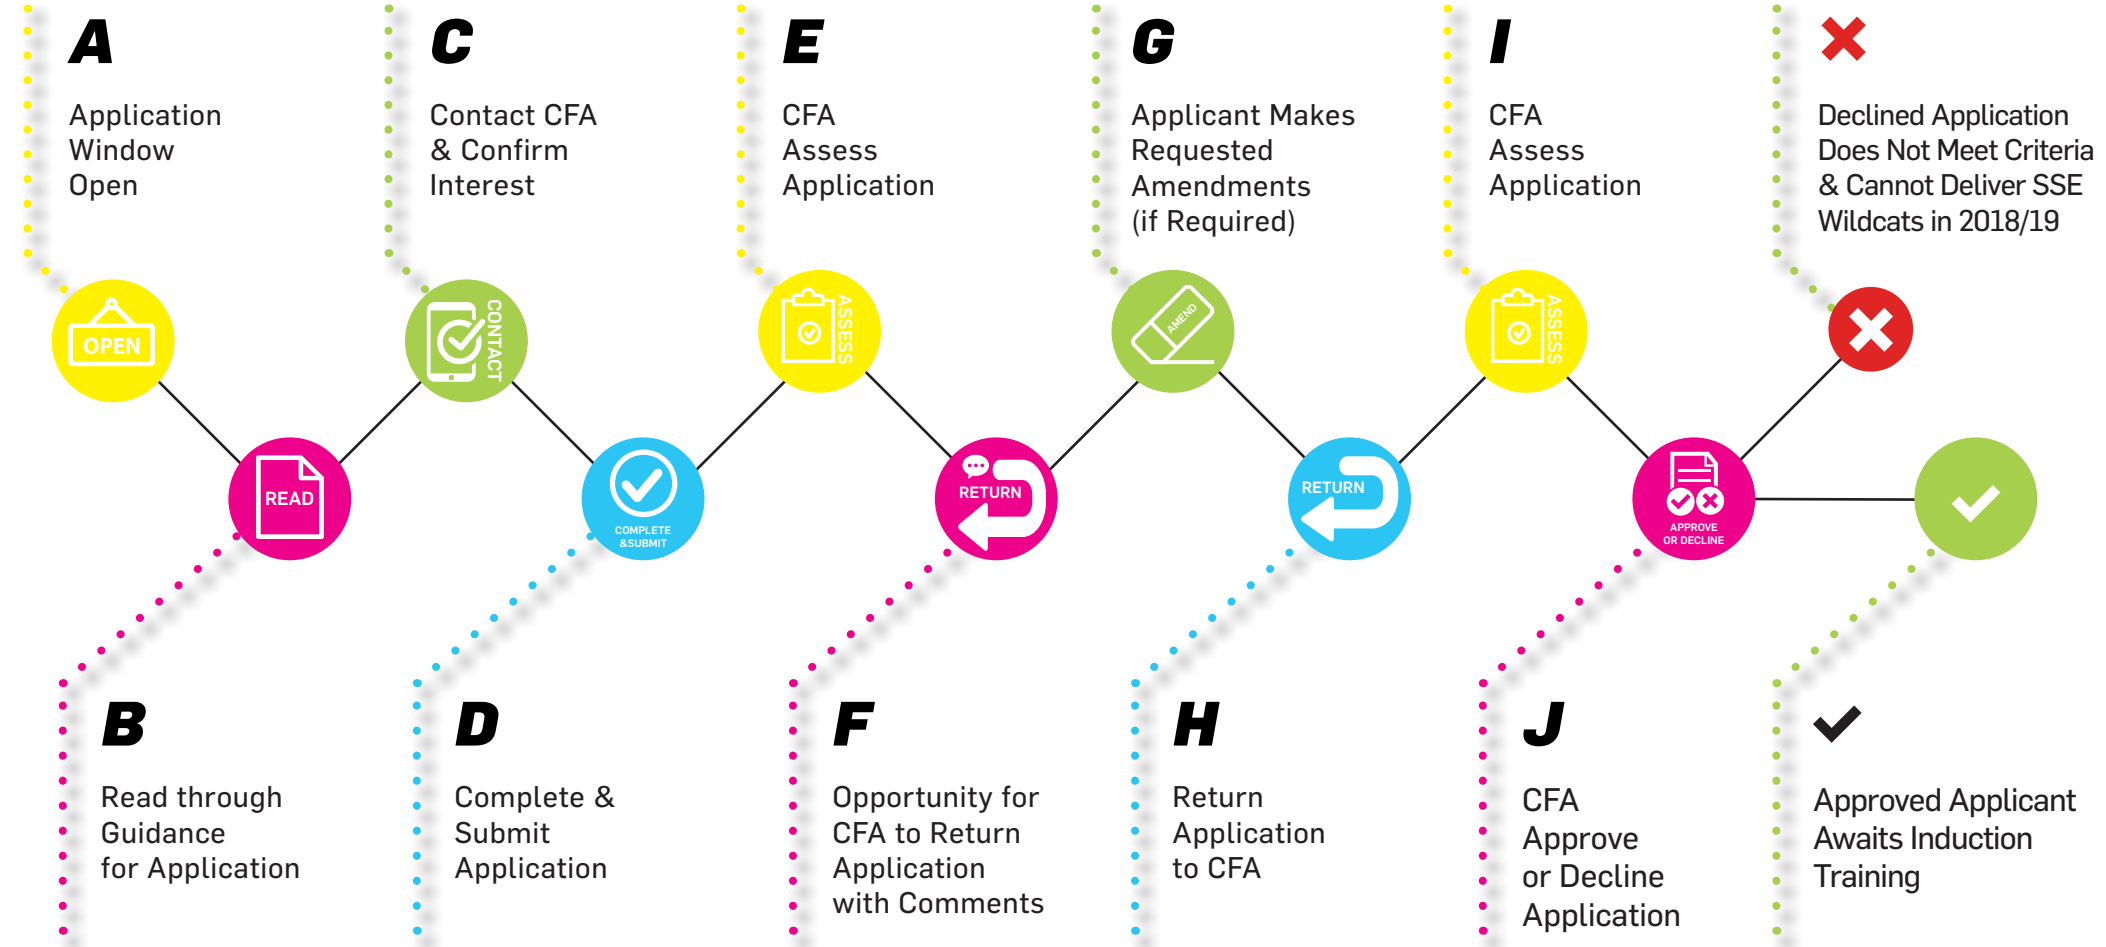 A
Application
Window
Open
C
Contact CFA
& Confirm
Interest
E
CFA
Assess
Application
G
Applicant Makes
Requested
Amendments
(if Required)
I
CFA
Assess
Application
Declined Application
Does Not Meet Criteria
& Cannot Deliver SSE
Wildcats in 2018/19
OPEN
CONTACT
ASSESS
AMEND
ASSESS
READ
COMPLETE
&SUBMIT
RETURN
RETURN
APPROVE
OR DECLINE
B
Read through
Guidance
for Application
D
Complete &
Submit
Application
F
Opportunity for
CFA to Return
Application
with Comments
H
Return
Application
to CFA
J
CFA
Approve
or Decline
Application
Approved Applicant
Awaits Induction
Training